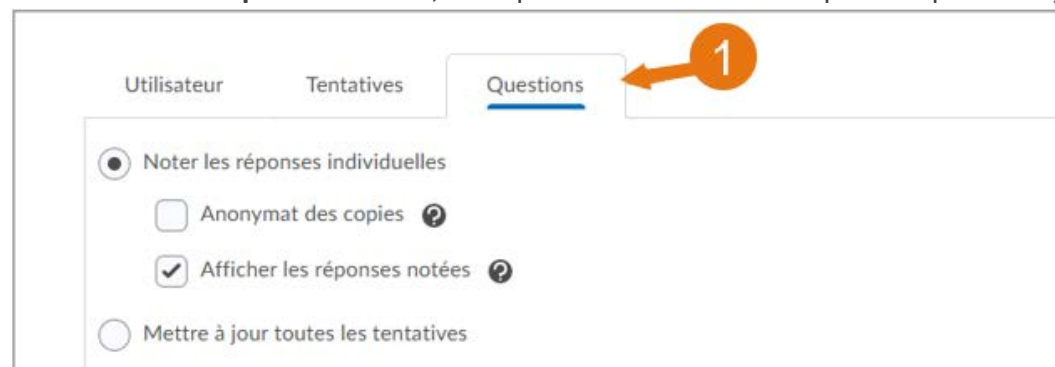 1
Utilisateur Tentatives Questions
Noter les réponses individuelles
Anonymat des copies ?
Afficher les réponses notées ?
Mettre à jour toutes les tentatives